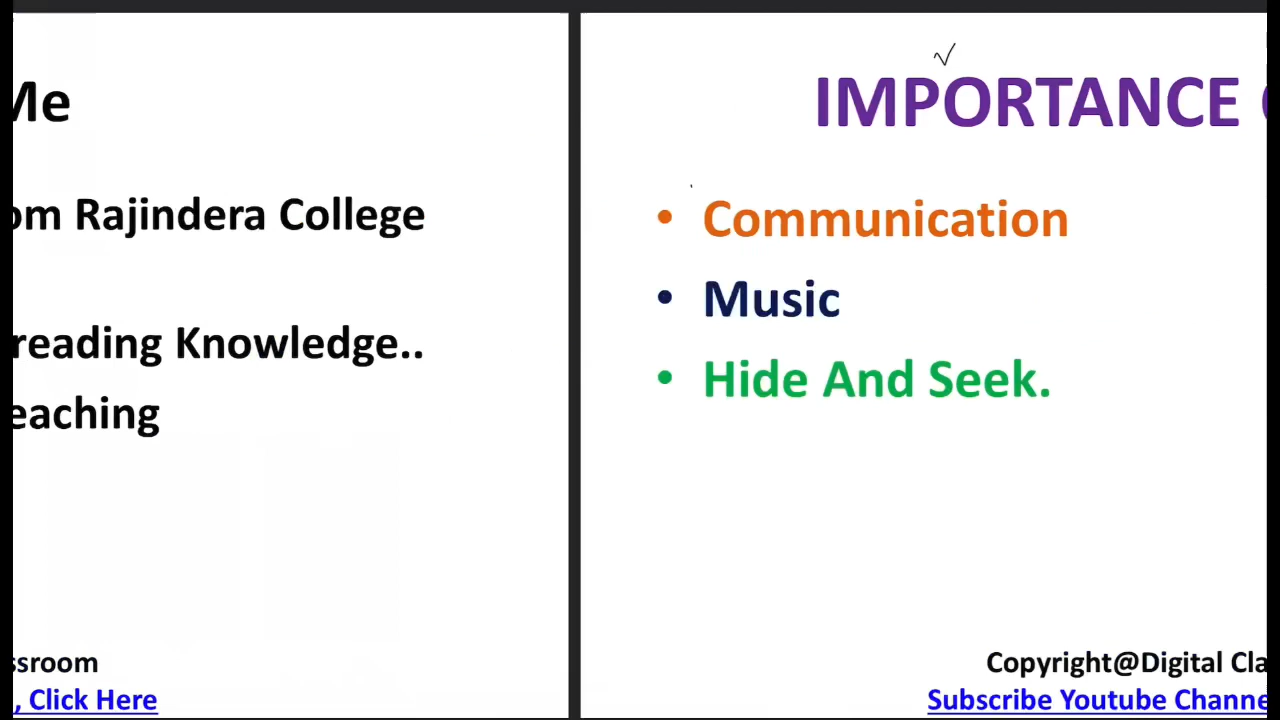 Me
om Rajindera College
reading Knowledge..
eaching
ssroom
, Click Here
IMPORTANCE
• Communication
• Music
• Hide And Seek.
Copyright@Digital Cla
Subscribe Youtube Channe